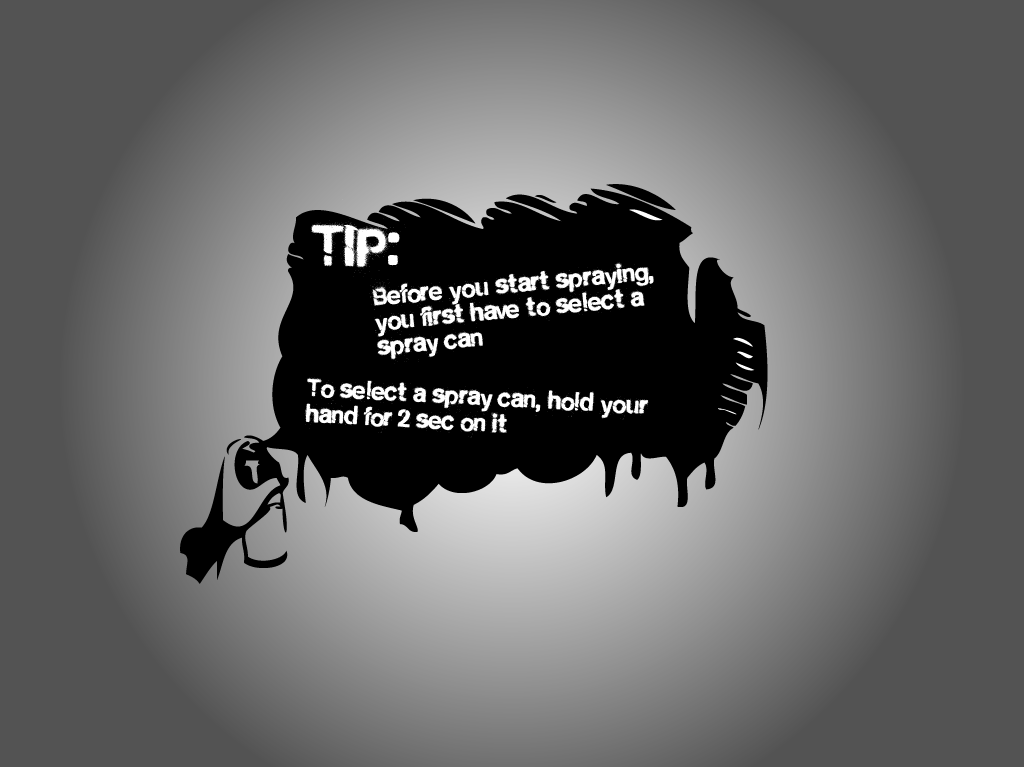 TIP:
Before you start spraying,
you first have to select a
spray can
To select a spray can, hold your
hand for 2 sec on it